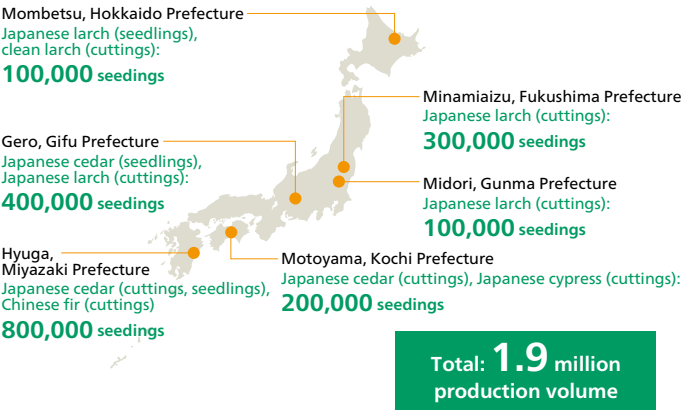 Mombetsu, Hokkaido Prefecture
Japanese larch (seedlings),
clean larch (cuttings):
100,000 seedings
Minamiaizu, Fukushima Prefecture
Japanese larch (cuttings):
300,000 seedings
Gero, Gifu Prefecture
Japanese cedar (seedlings),
Japanese larch (cuttings):
400,000 seedings
Midori, Gunma Prefecture
Japanese larch (cuttings):
100,000 seedings
Hyuga,
Miyazaki Prefecture
Japanese cedar (cuttings, seedlings),
Chinese fir (cuttings)
800,000 seedings
Motoyama, Kochi Prefecture
Japanese cedar (cuttings), Japanese cypress (cuttings):
200,000 seedings
Total: 1.9 million
production volume